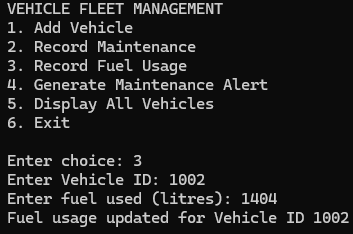 VEHICLE FLEET MANAGEMENT
1. Add Vehicle
2. Record Maintenance
3. Record Fuel Usage
4. Generate Maintenance Alert
5. Display All Vehicles
6. Exit
Enter choice: 3
Enter Vehicle ID: 1002
Enter fuel used (litres): 1404
Fuel usage updated for Vehicle ID 1002